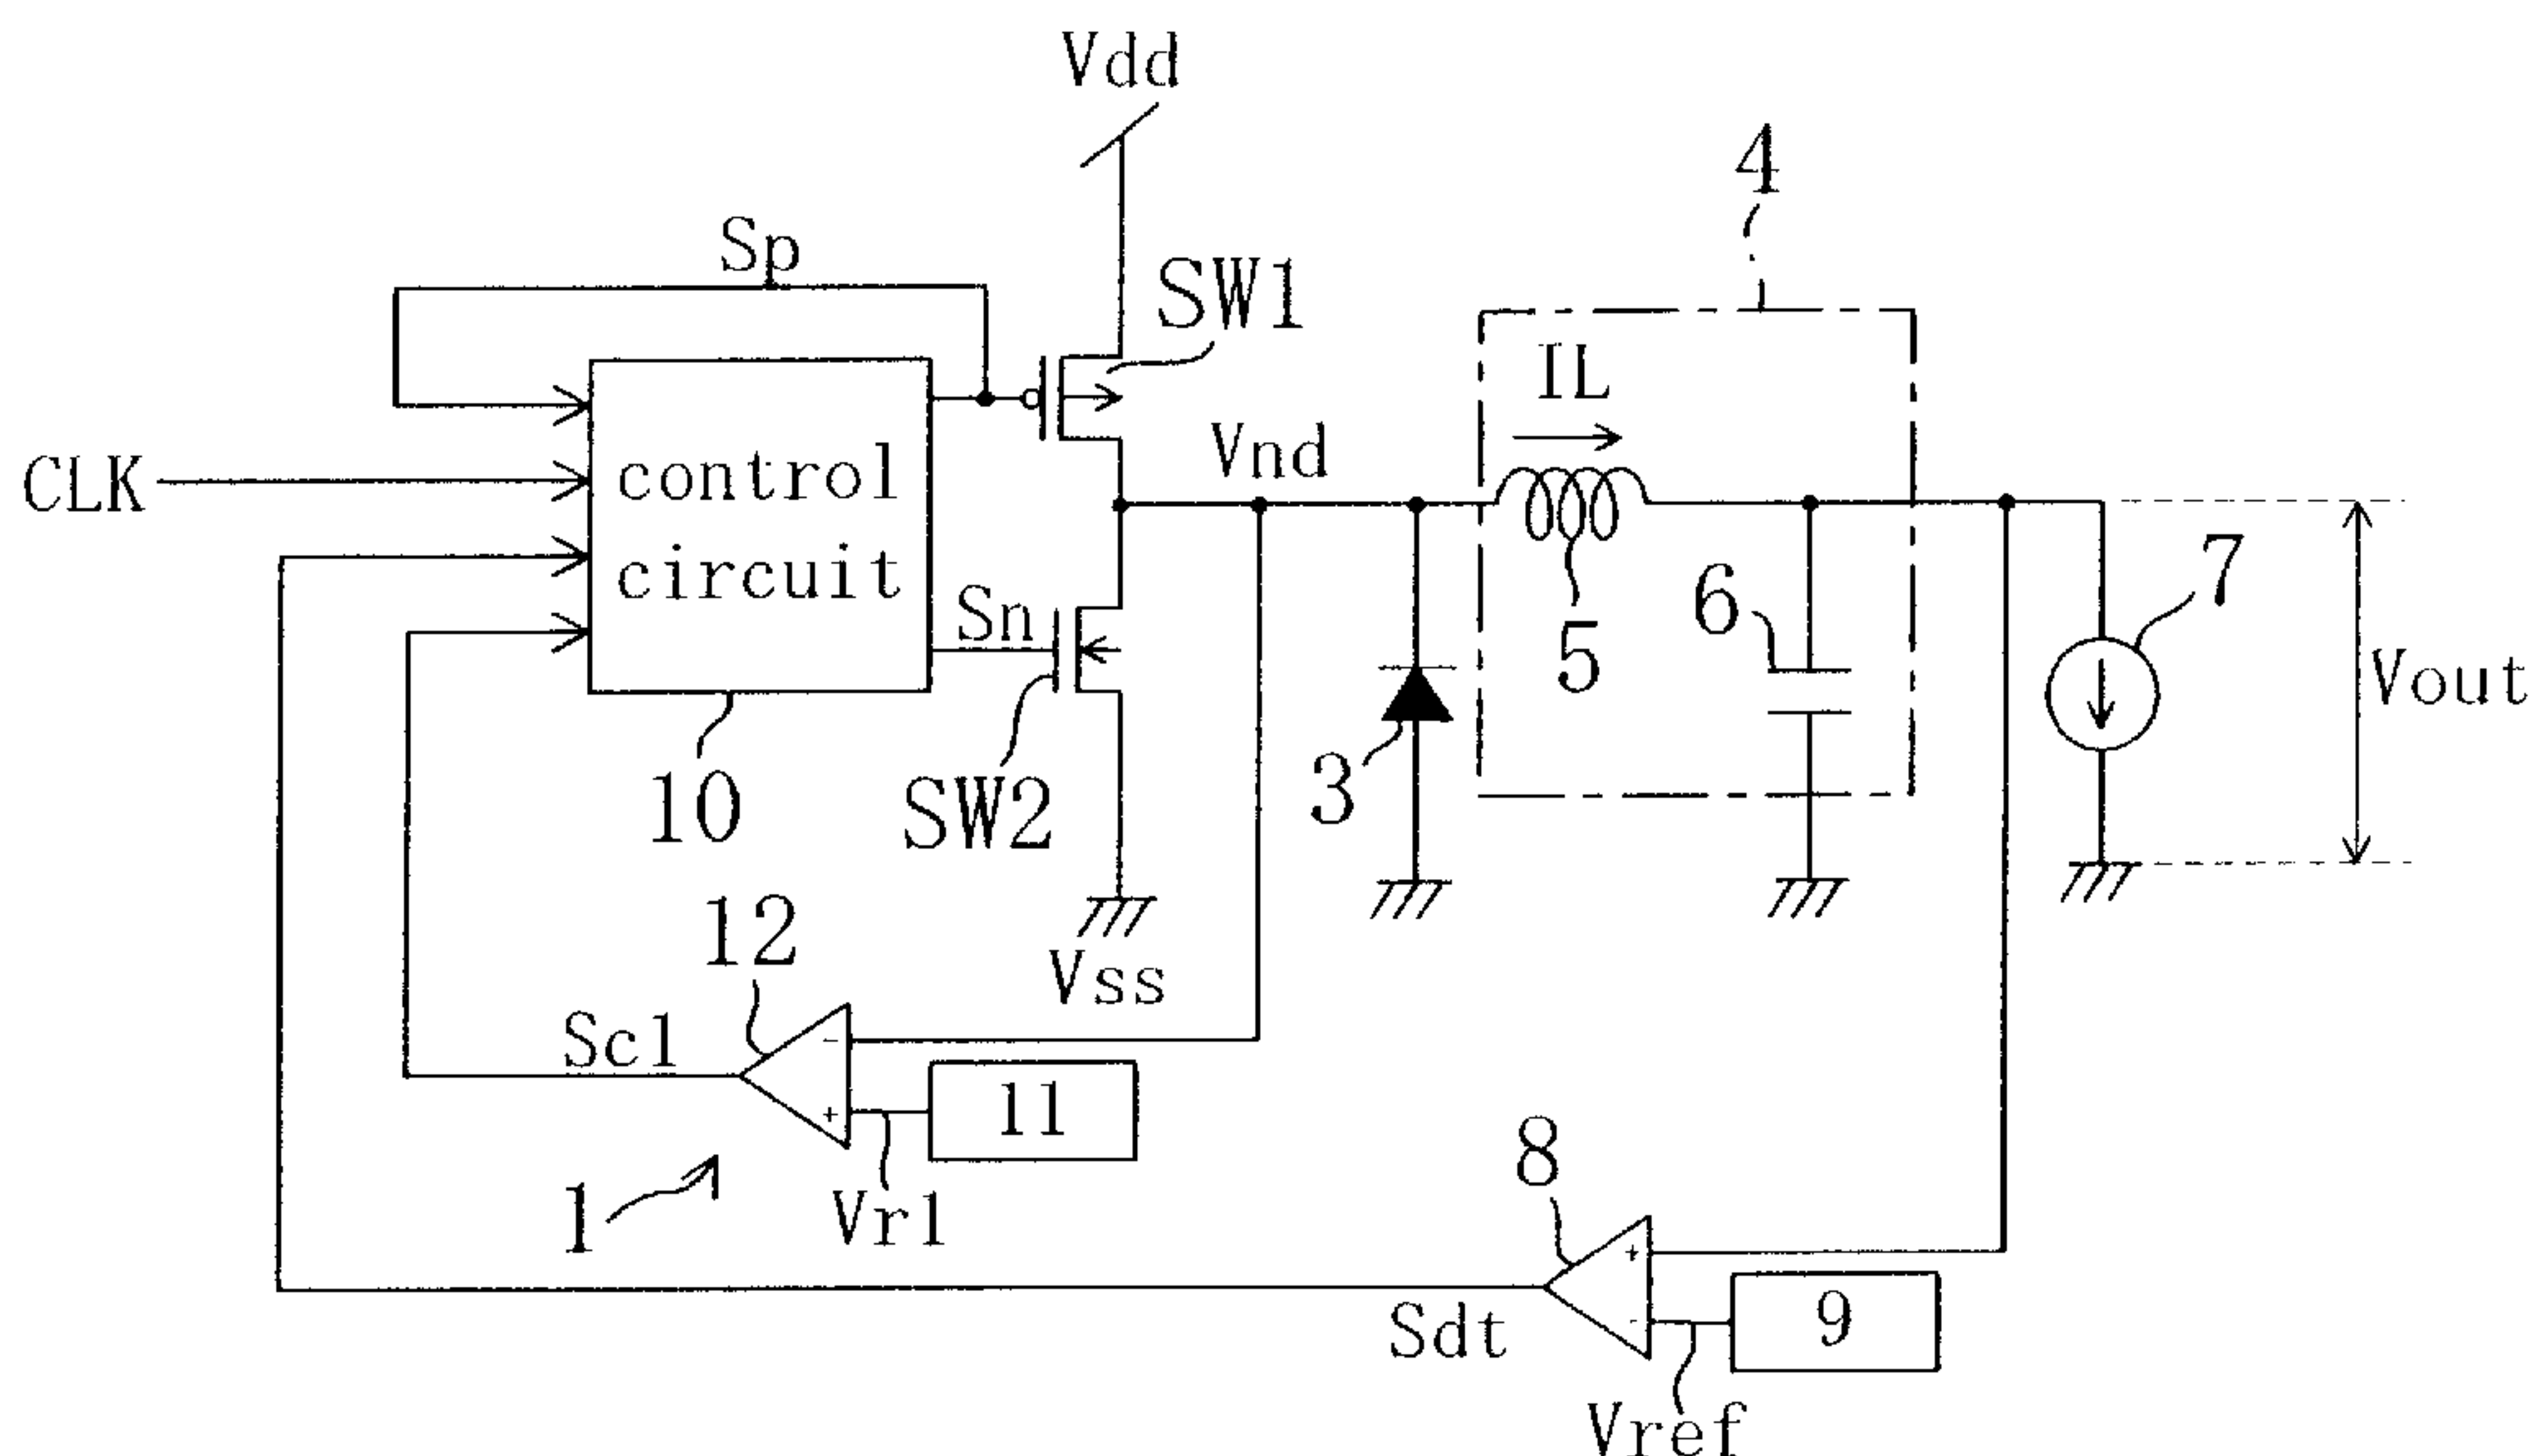 Vdd
4
Sp
SW1
IL
Vnd
CLK
control
circuit
Sn
5
6
7
Vout
10
SW2
3
12
Vss
Sc1
-
+
11
1
Vr1
8
+
-
9
Sdt
Vref